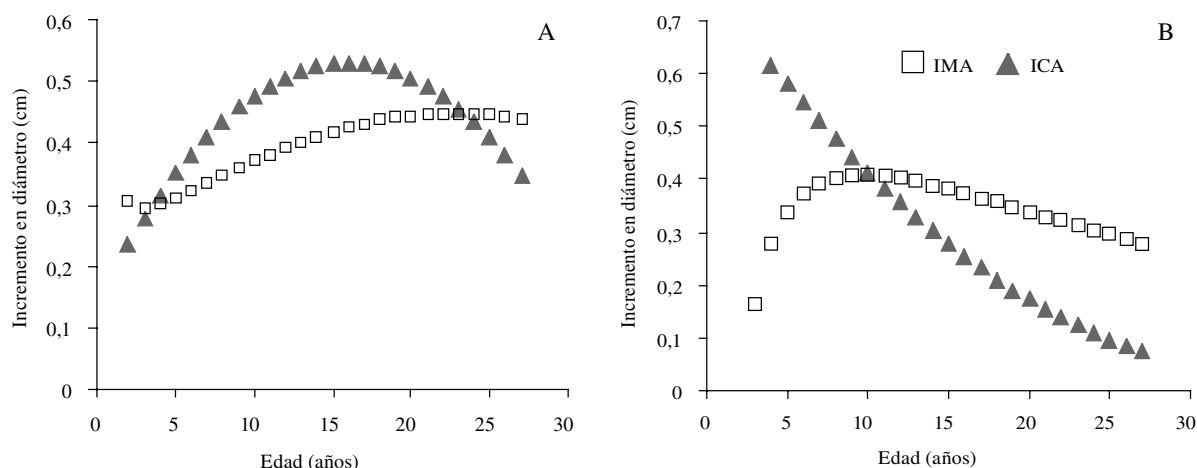 A
Incremento en diámetro (cm)
0,6
0,5
0,4
0,3
0,2
0,1
0
0 5 10 15 20 25 30
Edad (años)
B
IMA ICA
Incremento en diámetro (cm)
0,7
0,6
0,5
0,4
0,3
0,2
0,1
0
0 5 10 15 20 25 30
Edad (años)